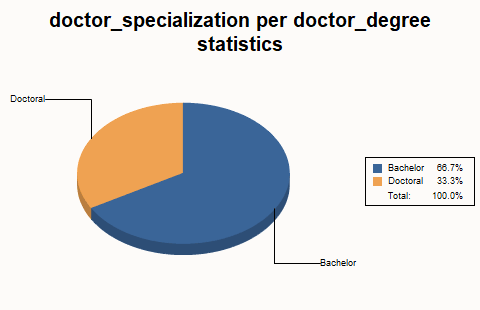 doctor_specialization per doctor_degree
statistics
Doctoral
Bachelor 66.7%
Doctoral 33.3%
Total: 100.0%
Bachelor